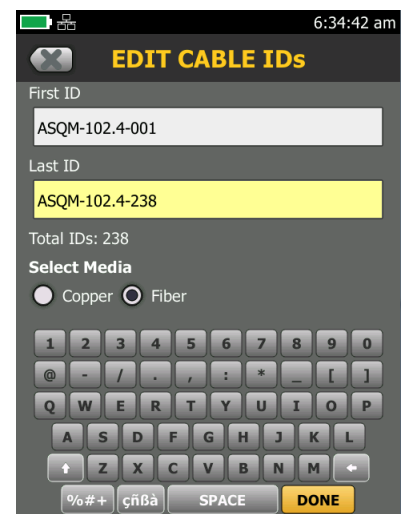 6:34:42 am
EDIT CABLE IDs
First ID
ASQM-102.4-001
Last ID
ASQM-102.4-238
Total IDs: 238
Select Media
Copper Fiber
1 2 3 4 5 6 7 8 9 0
@ - / . , : * _ [ ]
Q W E R T Y U I O P
A S D F G H J K L
Z X C V B N M
%#+ çñßà SPACE DONE